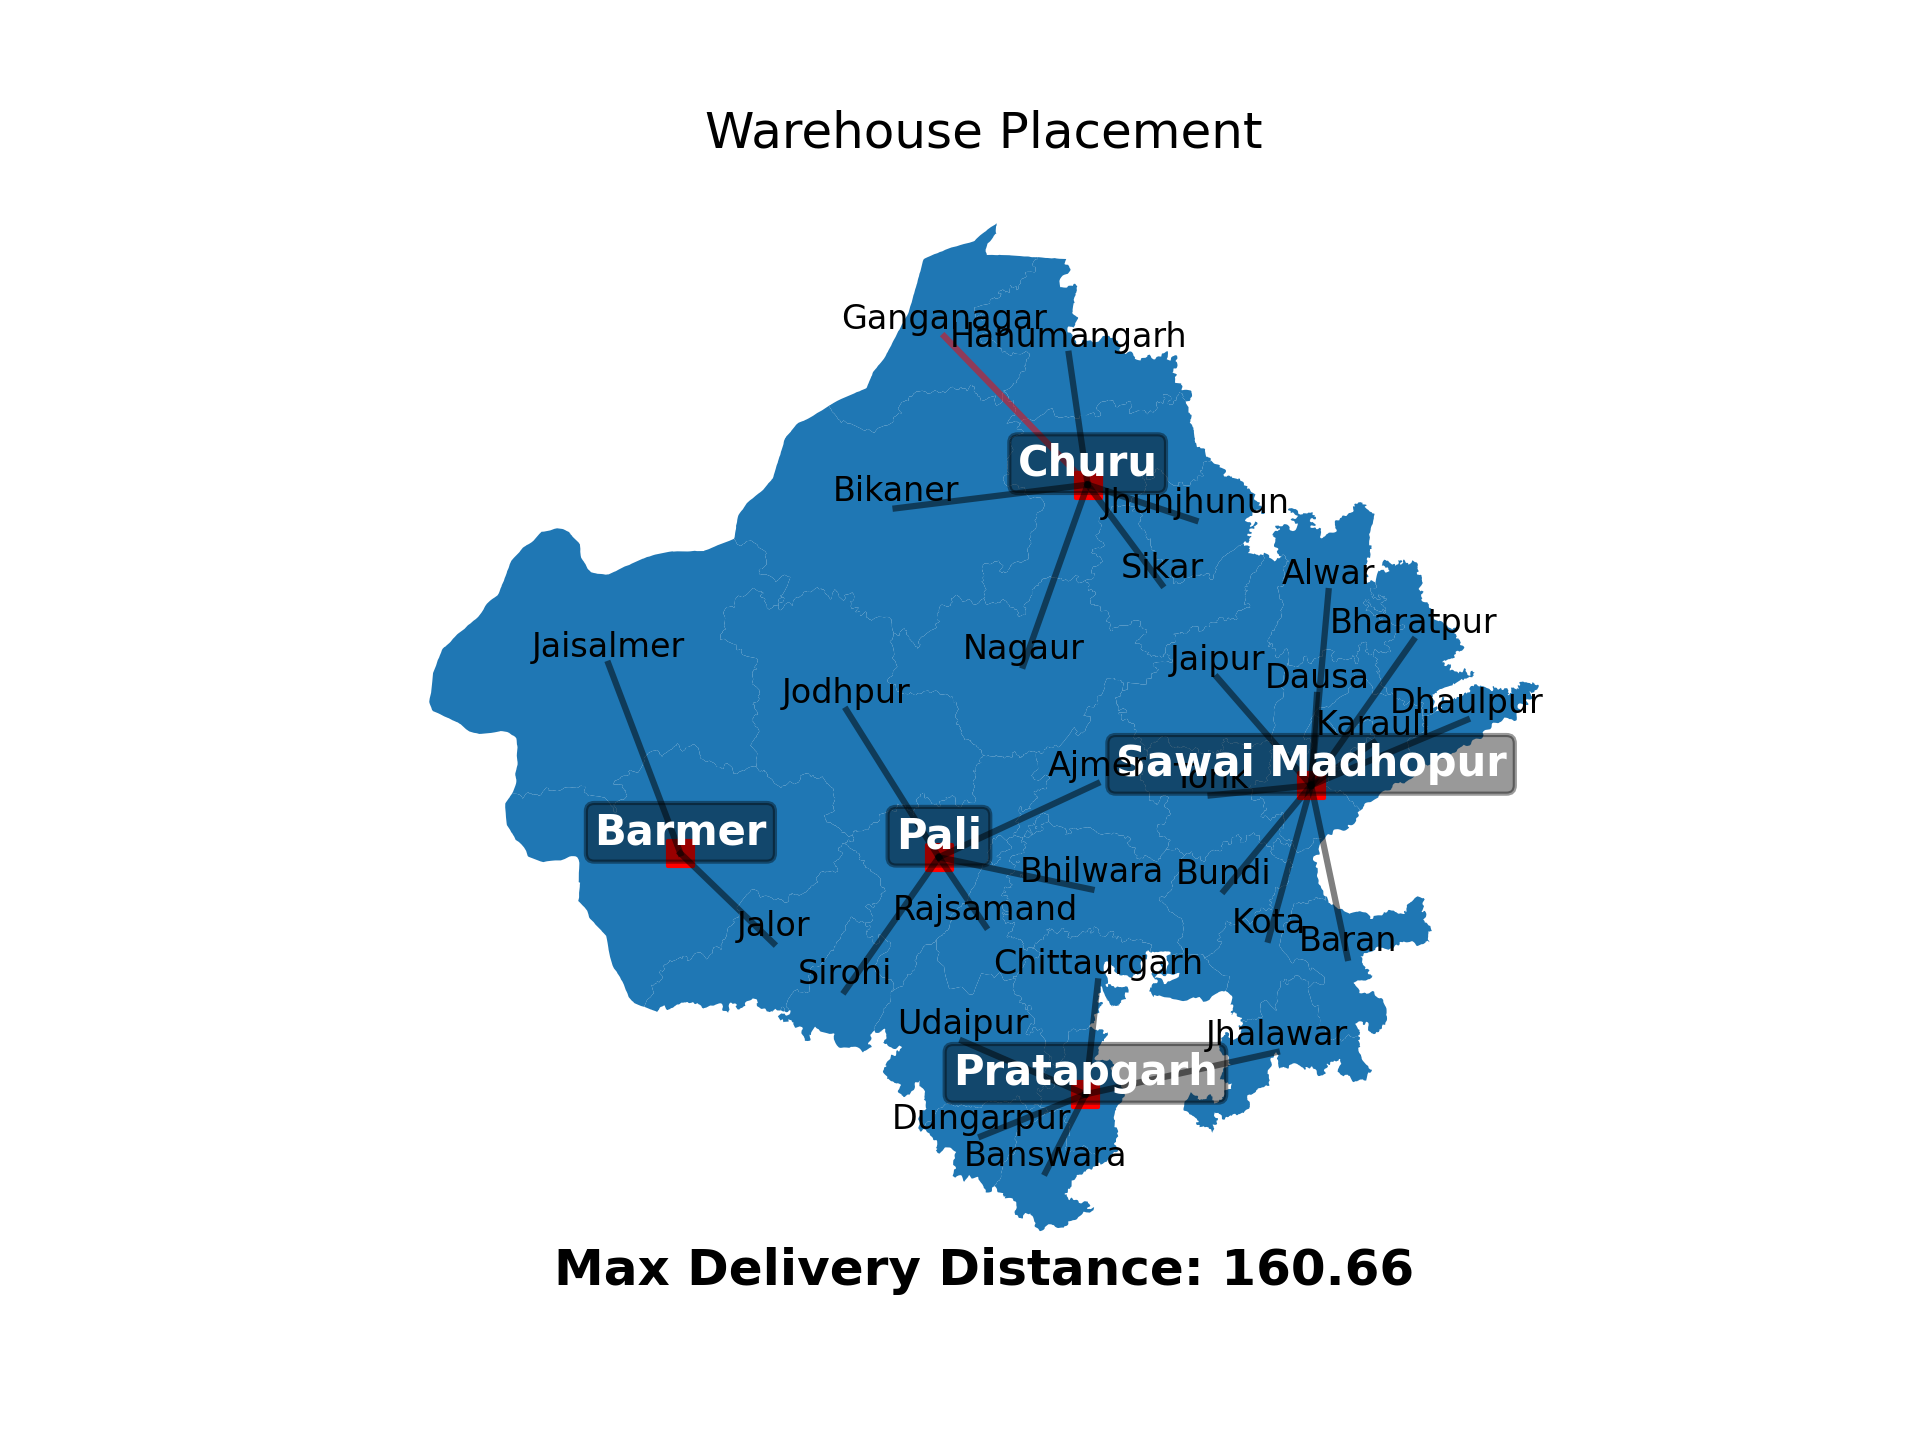 Warehouse Placement
Ganganagar
Hanumangarh
Churu
Bikaner
Jhunjhunun
Sikar
Alwar
Bharatpur
Jaisalmer
Nagaur
Jaipur
Dausa
Jodhpur
Dhaulpur
Karauli
Ajmer
Sawai Madhopur
Tonk
Barmer
Pali
Bhilwara
Bundi
Rajsamand
Jalor
Kota
Baran
Sirohi
Chittaurgarh
Udaipur
Jhalawar
Pratapgarh
Dungarpur
Banswara
Max Delivery Distance: 160.66